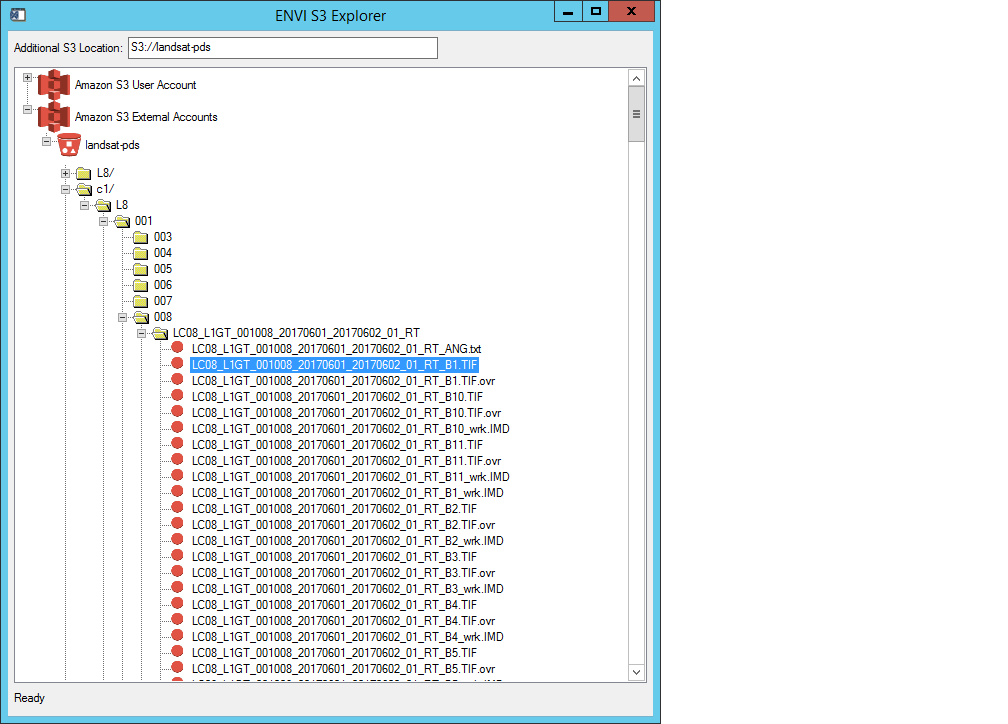 ENVI S3 Explorer
Additional S3 Location: S3://landsat-pds
Amazon S3 User Account
Amazon S3 External Accounts
landsat-pds
L8/
c1/
L8
001
003
004
005
006
007
008
LC08_L1GT_001008_20170601_20170602_01_RT
LC08_L1GT_001008_20170601_20170602_01_RT_ANG.txt
LC08_L1GT_001008_20170601_20170602_01_RT_B1.TIF
LC08_L1GT_001008_20170601_20170602_01_RT_B1.TIF.ovr
LC08_L1GT_001008_20170601_20170602_01_RT_B10.TIF
LC08_L1GT_001008_20170601_20170602_01_RT_B10.TIF.ovr
LC08_L1GT_001008_20170601_20170602_01_RT_B10_wrk.IMD
LC08_L1GT_001008_20170601_20170602_01_RT_B11.TIF
LC08_L1GT_001008_20170601_20170602_01_RT_B11.TIF.ovr
LC08_L1GT_001008_20170601_20170602_01_RT_B11_wrk.IMD
LC08_L1GT_001008_20170601_20170602_01_RT_B1_wrk.IMD
LC08_L1GT_001008_20170601_20170602_01_RT_B2.TIF
LC08_L1GT_001008_20170601_20170602_01_RT_B2.TIF.ovr
LC08_L1GT_001008_20170601_20170602_01_RT_B2_wrk.IMD
LC08_L1GT_001008_20170601_20170602_01_RT_B3.TIF
LC08_L1GT_001008_20170601_20170602_01_RT_B3.TIF.ovr
LC08_L1GT_001008_20170601_20170602_01_RT_B3_wrk.IMD
LC08_L1GT_001008_20170601_20170602_01_RT_B4.TIF
LC08_L1GT_001008_20170601_20170602_01_RT_B4.TIF.ovr
LC08_L1GT_001008_20170601_20170602_01_RT_B4_wrk.IMD
LC08_L1GT_001008_20170601_20170602_01_RT_B5.TIF
LC08_L1GT_001008_20170601_20170602_01_RT_B5.TIF.ovr
Ready